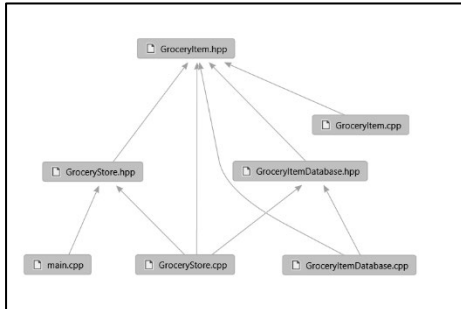 GroceryItem.hpp
GroceryItem.cpp
GroceryStore.hpp
GroceryItemDatabase.hpp
main.cpp
GroceryStore.cpp
GroceryItemDatabase.cpp